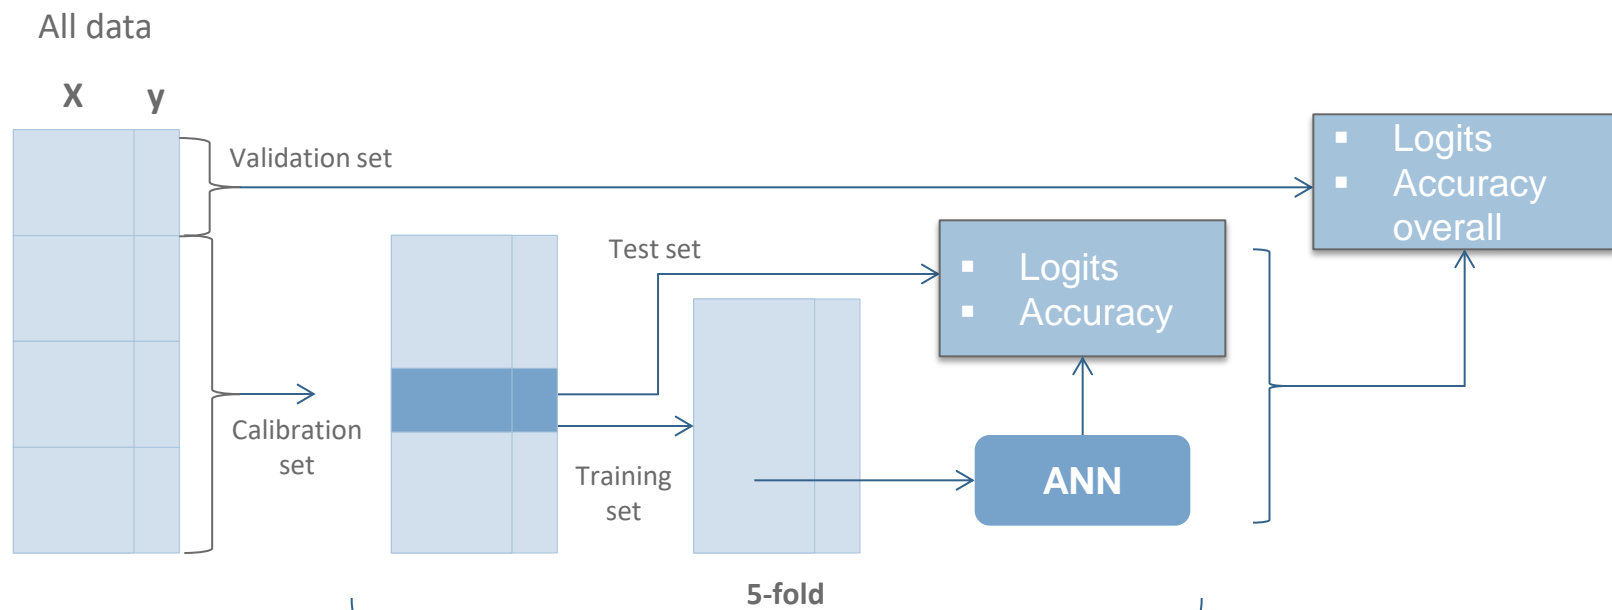 All data
X y
Validation set
Logits
Accuracy
overall
Test set
Logits
Accuracy
Calibration
set
Training
set
ANN
5-fold